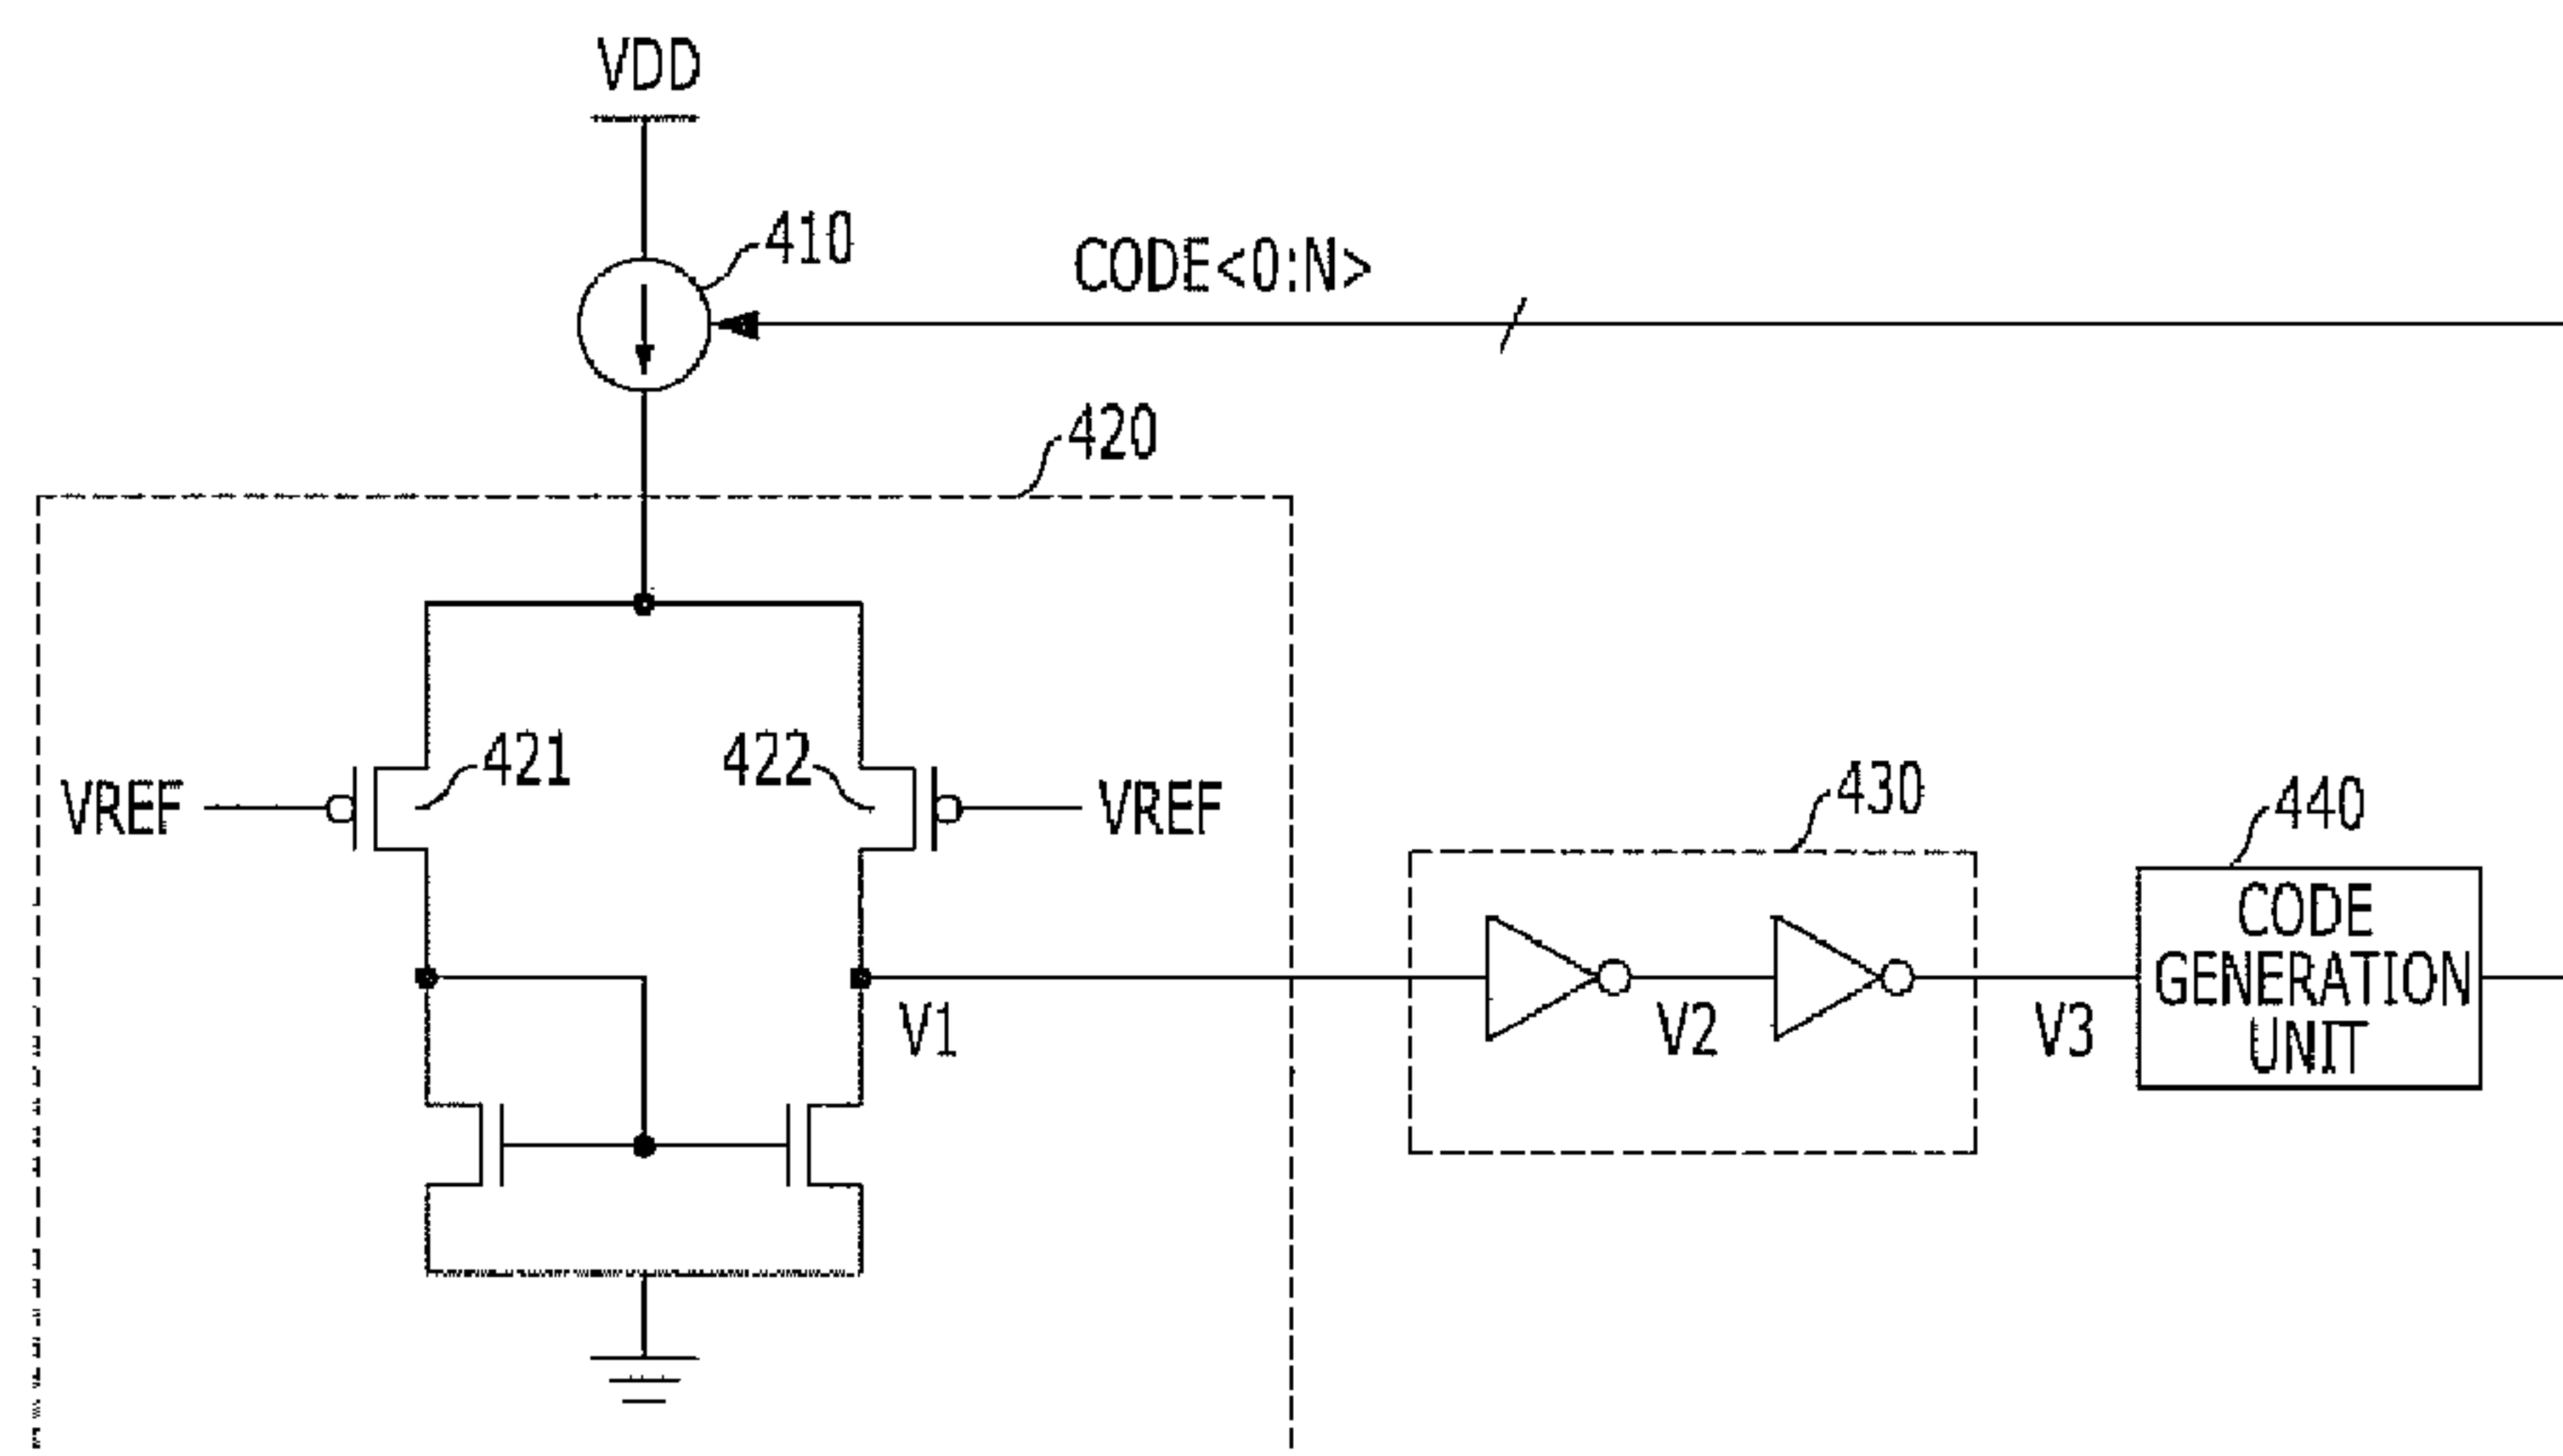 VDD
410
CODE<0:N>
420
421
422
VREF
VREF
430
440
CODE
GENERATION
UNIT
V1
V2
V3